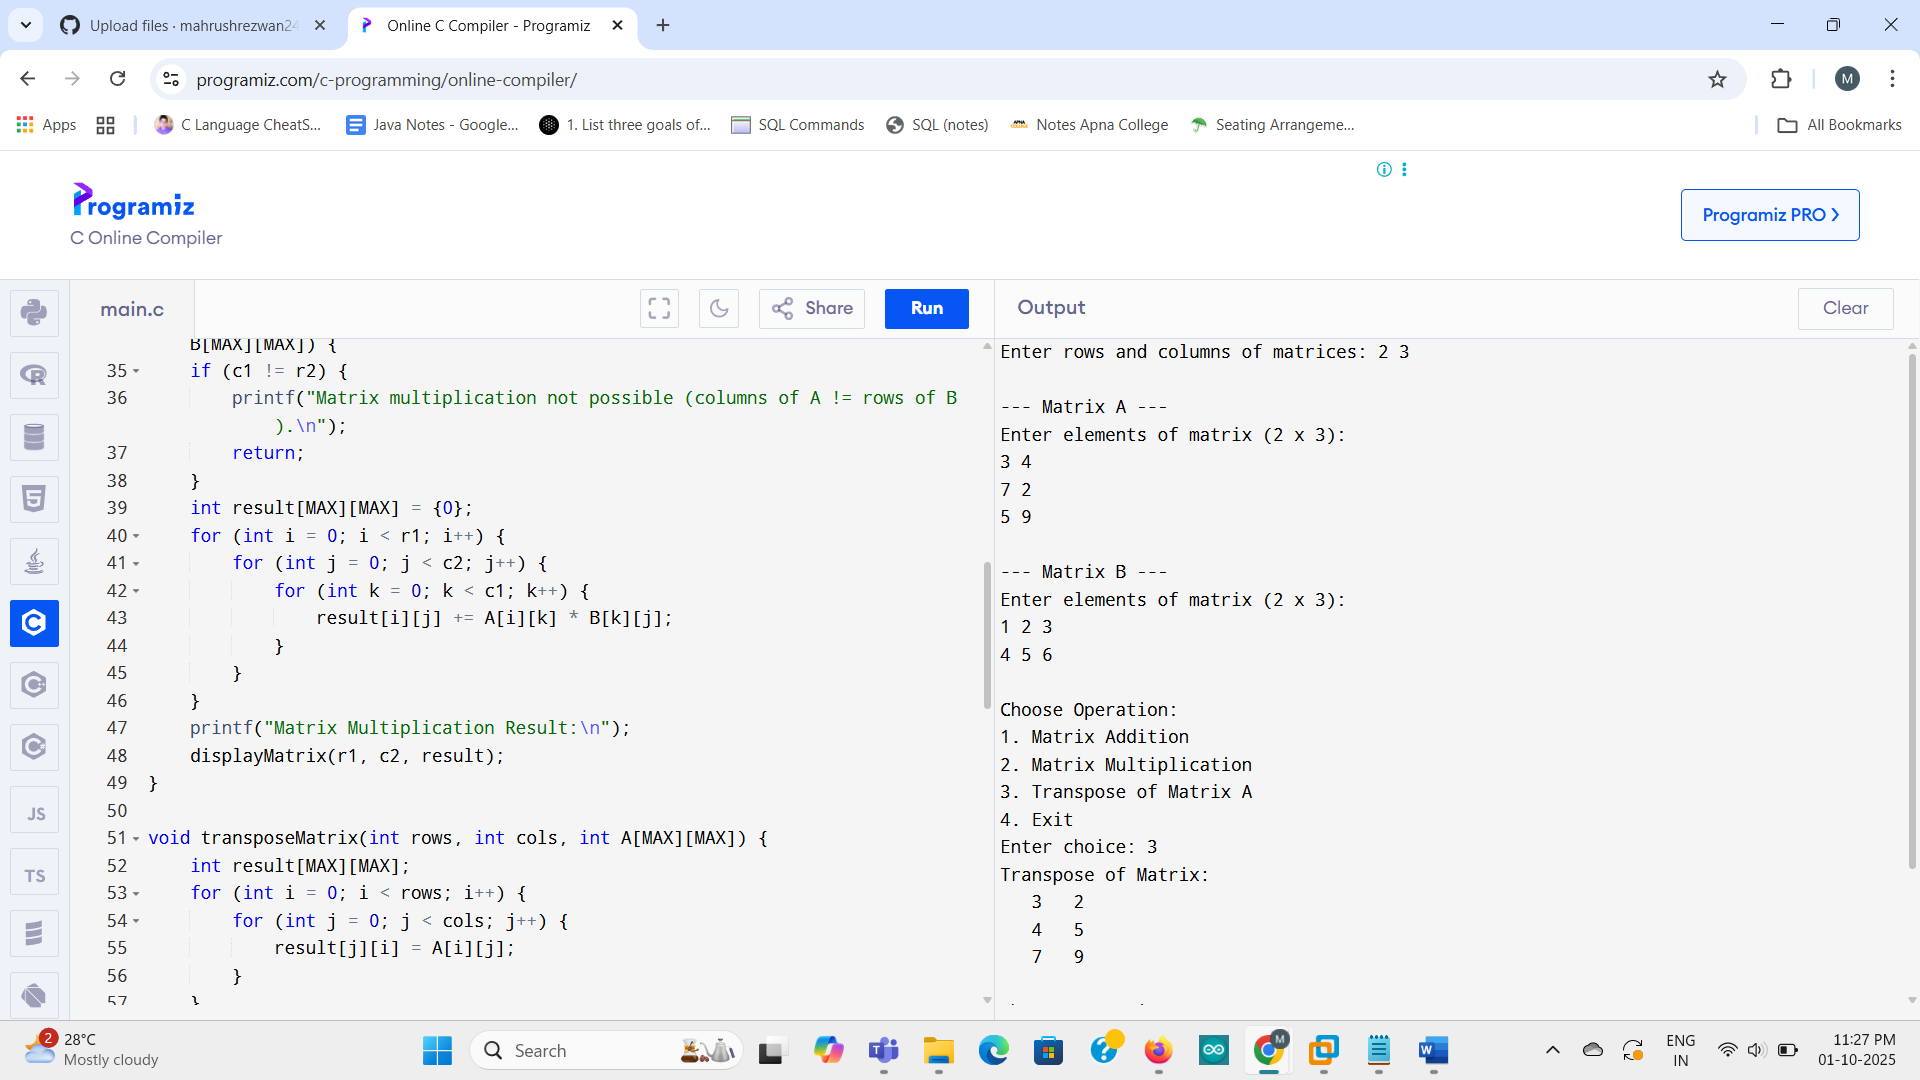 Upload files · mahrushrezwan24
Online C Compiler - Programiz
programiz.com/c-programming/online-compiler/
M
Apps
C Language CheatS...
Java Notes - Google...
1. List three goals of...
SQL Commands
SQL (notes)
Notes Apna College
Seating Arrangeme...
All Bookmarks
Programiz
C Online Compiler
Programiz PRO
main.c
Share
Run
Output
Clear
B[MAX][MAX]) {
35 if (c1 != r2) {
36 printf("Matrix multiplication not possible (columns of A != rows of B
).\n");
37 return;
38 }
39 int result[MAX][MAX] = {0};
40 for (int i = 0; i < r1; i++) {
41 for (int j = 0; j < c2; j++) {
42 for (int k = 0; k < c1; k++) {
43 result[i][j] += A[i][k] * B[k][j];
44 }
45 }
46 }
47 printf("Matrix Multiplication Result:\n");
48 displayMatrix(r1, c2, result);
49 }
50
51 void transposeMatrix(int rows, int cols, int A[MAX][MAX]) {
52 int result[MAX][MAX];
53 for (int i = 0; i < rows; i++) {
54 for (int j = 0; j < cols; j++) {
55 result[j][i] = A[i][j];
56 }
57 }
Enter rows and columns of matrices: 2 3
--- Matrix A ---
Enter elements of matrix (2 x 3):
3 4
7 2
5 9
--- Matrix B ---
Enter elements of matrix (2 x 3):
1 2 3
4 5 6
Choose Operation:
1. Matrix Addition
2. Matrix Multiplication
3. Transpose of Matrix A
4. Exit
Enter choice: 3
Transpose of Matrix:
3 2
4 5
7 9
JS
TS
2
28°C
Mostly cloudy
Search
M
ENG
IN
11:27 PM
01-10-2025